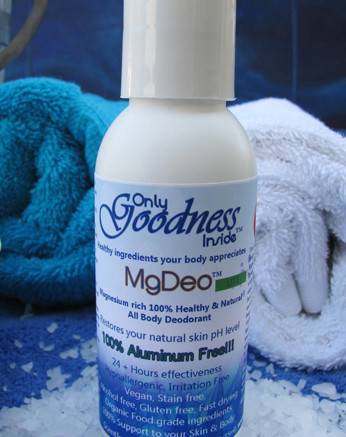 Only
Goodness
Inside™
Healthy ingredients your body appreciates
MgDeo™
Magnesium rich 100% Healthy & Natural
All Body Deodorant
Restores your natural skin pH level
100% Aluminum Free!!!
24 + Hours effectiveness
Hypoallergenic, Irritation Free
Vegan, Stain free,
Alcohol free, Gluten free, Fast drying
Organic Food grade ingredients
100% Support to your Skin & Body